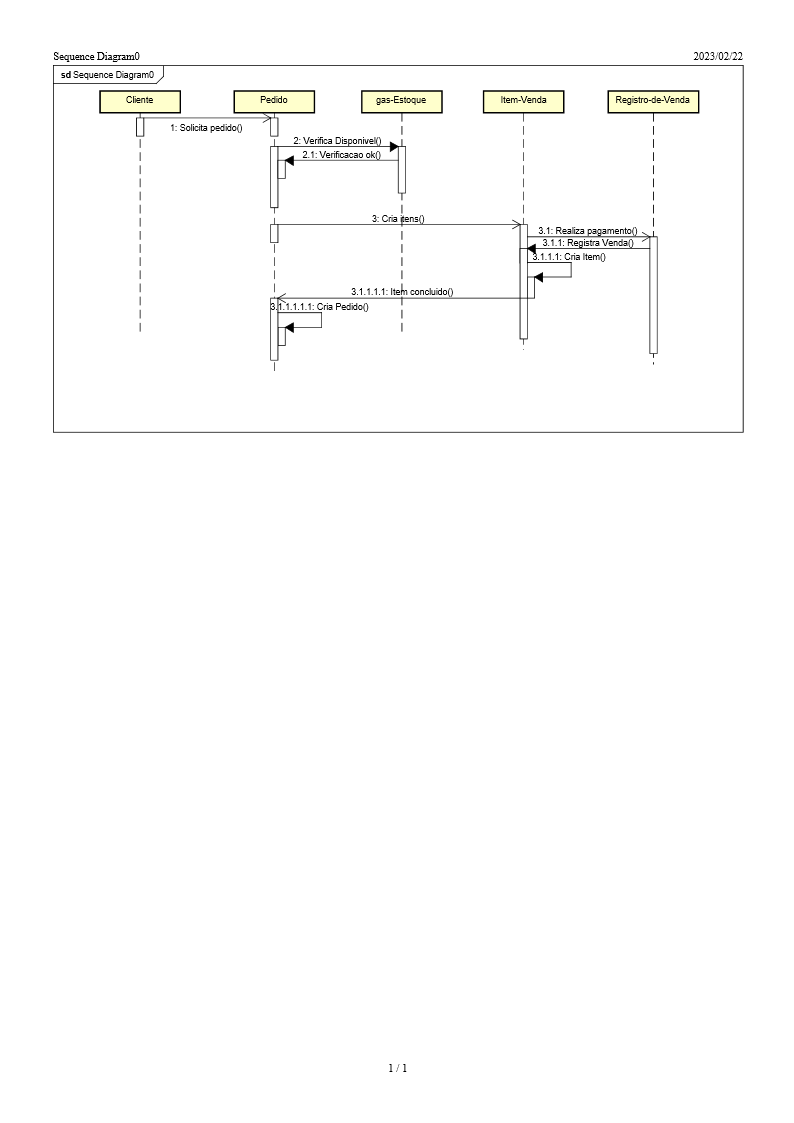 Sequence Diagram0
2023/02/22
sd Sequence Diagram0
Cliente
Pedido
gas-Estoque
Item-Venda
Registro-de-Venda
1: Solicita pedido()
2: Verifica Disponivel()
2.1: Verificacao ok()
3: Cria itens()
3.1: Realiza pagamento()
3.1.1: Registra Venda()
3.1.1.1: Cria Item()
3.1.1.1.1: Item concluido()
3.1.1.1.1.1: Cria Pedido()
1 / 1